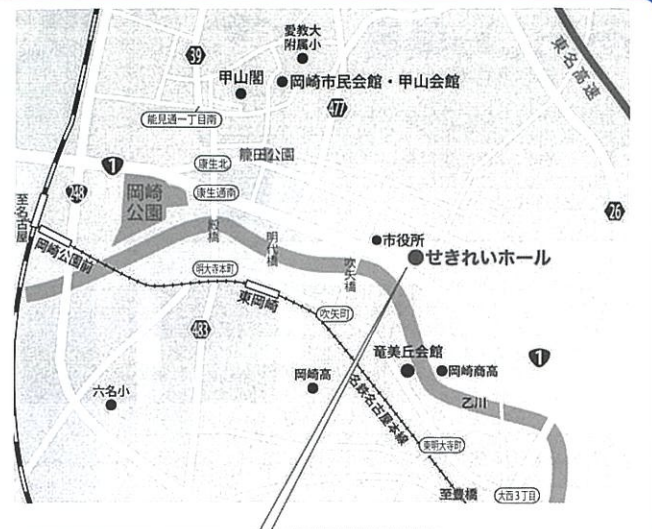 愛教大
附属小
39
東名高速
甲山閣
岡崎市民会館・甲山会館
477
能見通一丁目南
康生北
籠田公園
1
248
岡崎
公園
康生通南
26
至名古屋
岡崎公園前
殿橋
明代橋
市役所
せきれいホール
吹矢橋
明大寺本町
東岡崎
吹矢町
483
竜美丘会館
岡崎商高
1
岡崎高
六名小
名鉄名古屋本線
乙川
東明大寺町
至豊橋
大西3丁目